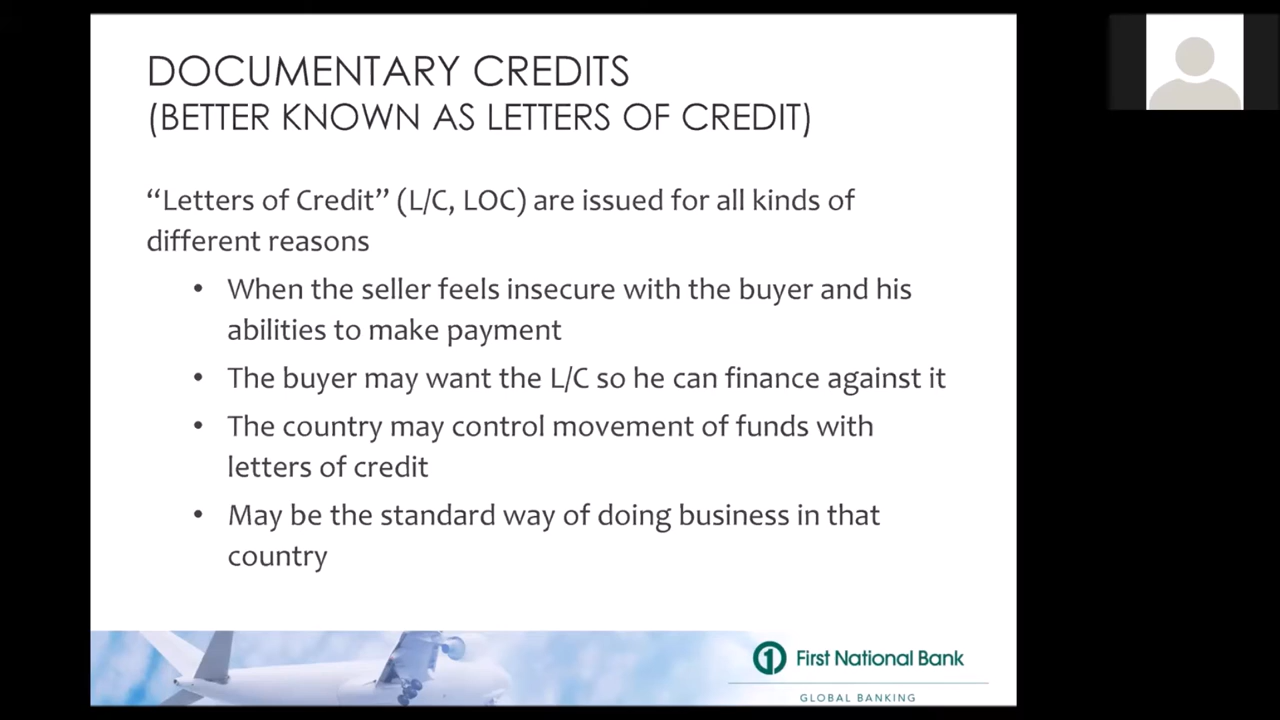 DOCUMENTARY CREDITS
(BETTER KNOWN AS LETTERS OF CREDIT)
“Letters of Credit” (L/C, LOC) are issued for all kinds of
different reasons
• When the seller feels insecure with the buyer and his
abilities to make payment
• The buyer may want the L/C so he can finance against it
• The country may control movement of funds with
letters of credit
• May be the standard way of doing business in that
country
1 First National Bank
GLOBAL BANKING